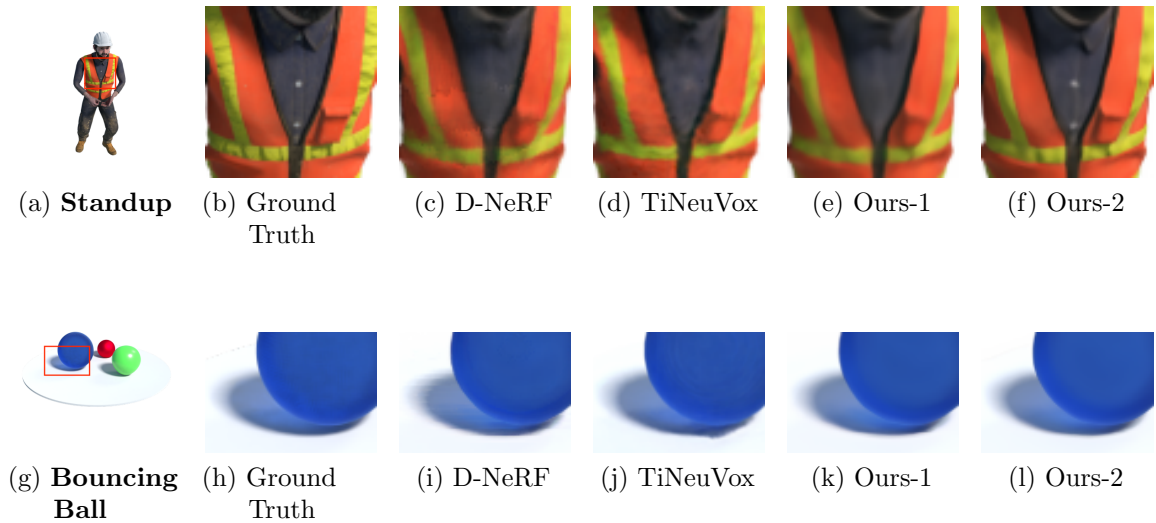 (a) Standup
(b) Ground Truth
(c) D-NeRF
(d) TiNeuVox
(e) Ours-1
(f) Ours-2
(g) Bouncing Ball
(h) Ground Truth
(i) D-NeRF
(j) TiNeuVox
(k) Ours-1
(l) Ours-2